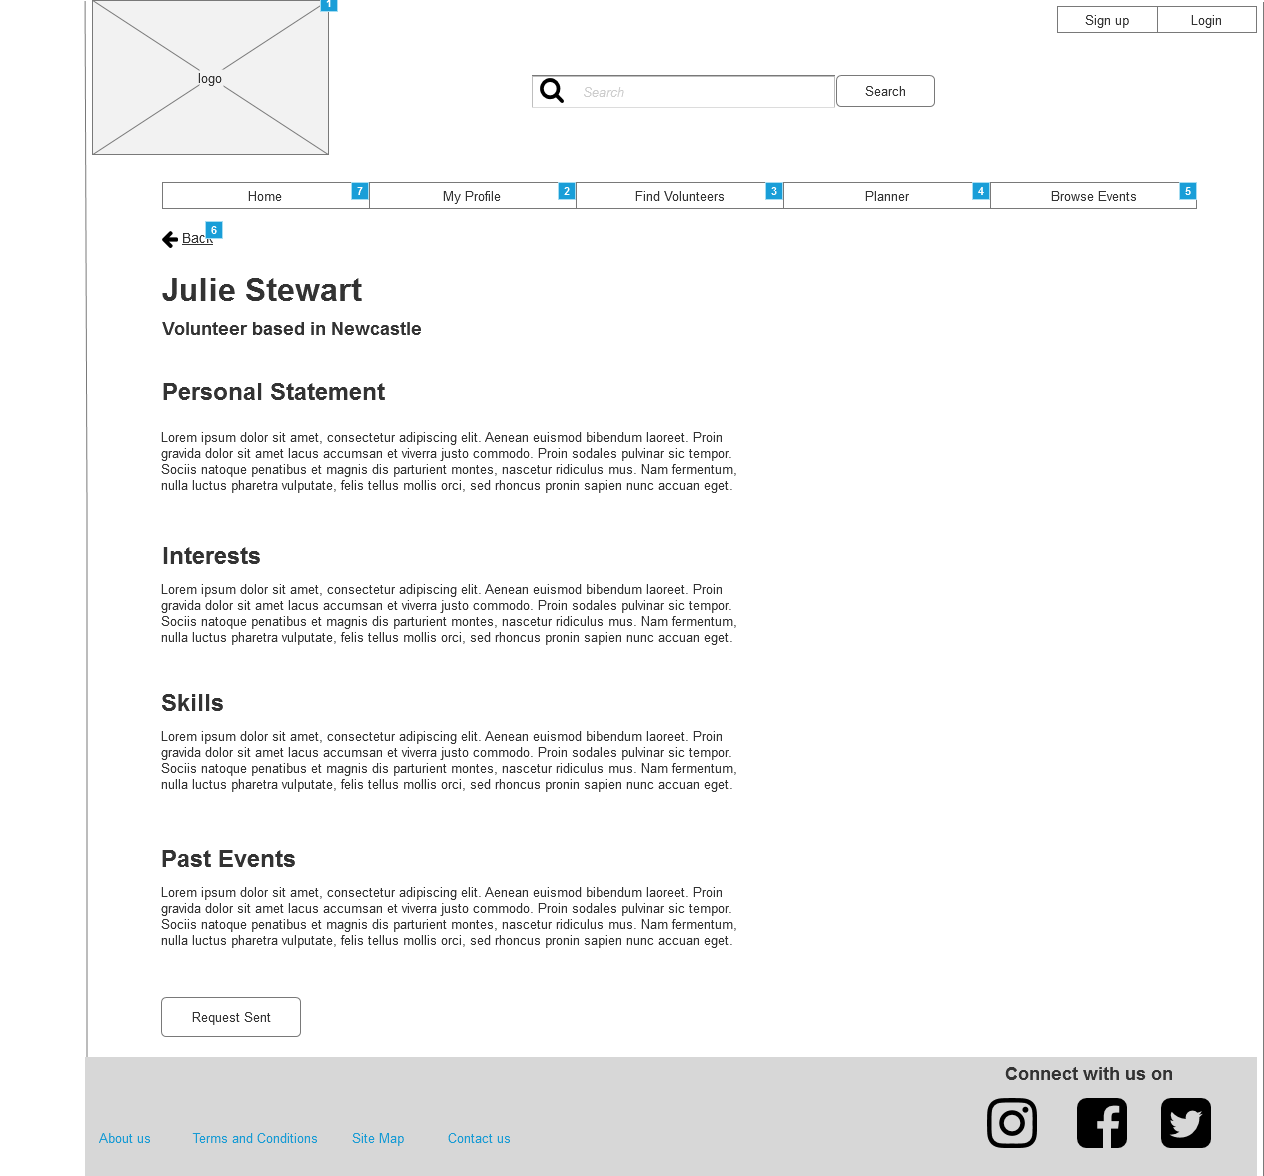 1
Sign up Login
logo
Search Search
Home 7 My Profile 2 Find Volunteers 3 Planner 4 Browse Events 5
Back 6
Julie Stewart
Volunteer based in Newcastle
Personal Statement
Lorem ipsum dolor sit amet, consectetur adipiscing elit. Aenean euismod bibendum laoreet. Proin
gravida dolor sit amet lacus accumsan et viverra justo commodo. Proin sodales pulvinar sic tempor.
Sociis natoque penatibus et magnis dis parturient montes, nascetur ridiculus mus. Nam fermentum,
nulla luctus pharetra vulputate, felis tellus mollis orci, sed rhoncus pronin sapien nunc accuan eget.
Interests
Lorem ipsum dolor sit amet, consectetur adipiscing elit. Aenean euismod bibendum laoreet. Proin
gravida dolor sit amet lacus accumsan et viverra justo commodo. Proin sodales pulvinar sic tempor.
Sociis natoque penatibus et magnis dis parturient montes, nascetur ridiculus mus. Nam fermentum,
nulla luctus pharetra vulputate, felis tellus mollis orci, sed rhoncus pronin sapien nunc accuan eget.
Skills
Lorem ipsum dolor sit amet, consectetur adipiscing elit. Aenean euismod bibendum laoreet. Proin
gravida dolor sit amet lacus accumsan et viverra justo commodo. Proin sodales pulvinar sic tempor.
Sociis natoque penatibus et magnis dis parturient montes, nascetur ridiculus mus. Nam fermentum,
nulla luctus pharetra vulputate, felis tellus mollis orci, sed rhoncus pronin sapien nunc accuan eget.
Past Events
Lorem ipsum dolor sit amet, consectetur adipiscing elit. Aenean euismod bibendum laoreet. Proin
gravida dolor sit amet lacus accumsan et viverra justo commodo. Proin sodales pulvinar sic tempor.
Sociis natoque penatibus et magnis dis parturient montes, nascetur ridiculus mus. Nam fermentum,
nulla luctus pharetra vulputate, felis tellus mollis orci, sed rhoncus pronin sapien nunc accuan eget.
Request Sent
Connect with us on
About us Terms and Conditions Site Map Contact us